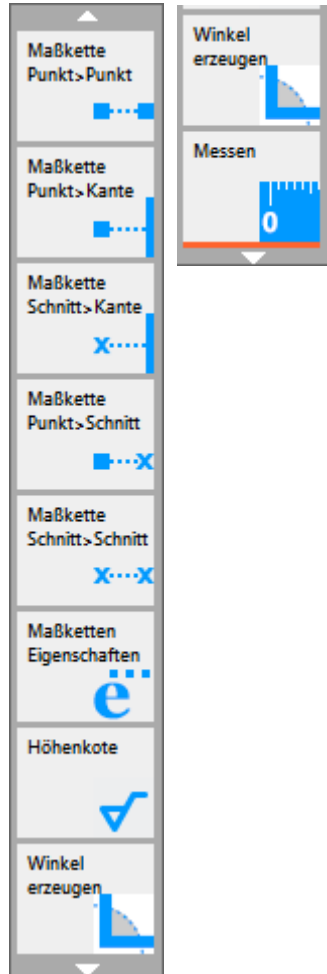 Maßkette
Punkt>Punkt
Maßkette
Punkt>Kante
Maßkette
Schnitt>Kante
x
Maßkette
Punkt>Schnitt
x
Maßkette
Schnitt>Schnitt
x x
Maßketten
Eigenschaften
e
Höhenkote
Winkel
erzeugen
Winkel
erzeugen
Messen
0